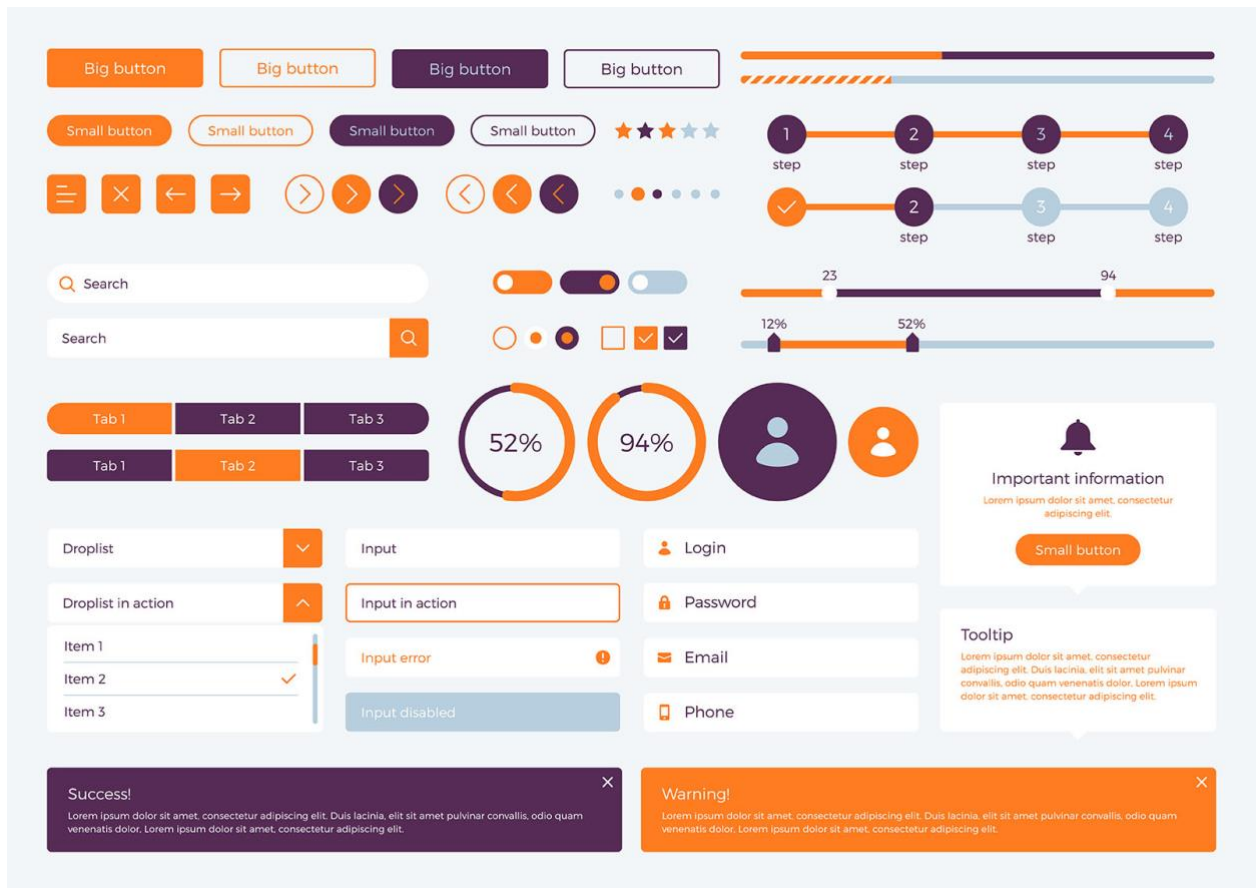 Big button
Big button
Big button
Big button
Small button
Small button
Small button
Small button
1
2
3
4
step
step
step
step
2
3
4
step
step
step
Search
Search
23
94
12%
52%
Tab 1
Tab 2
Tab 3
Tab 1
Tab 2
Tab 3
52%
94%
Important information
Lorem ipsum dolor sit amet, consectetur
adipiscing elit.
Small button
Droplist
Droplist in action
Item 1
Item 2
Item 3
Input
Input in action
Input error
Input disabled
Login
Password
Email
Phone
Tooltip
Lorem ipsum dolor sit amet, consectetur
adipiscing elit. Duis lacinia, elit sit amet pulvinar
convallis, odio quam venenatis dolor, Lorem ipsum
dolor sit amet, consectetur adipiscing elit.
Success!
Lorem ipsum dolor sit amet, consectetur adipiscing elit. Duis lacinia, elit sit amet pulvinar convallis, odio quam
venenatis dolor, Lorem ipsum dolor sit amet, consectetur adipiscing elit.
Warning!
Lorem ipsum dolor sit amet, consectetur adipiscing elit. Duis lacinia, elit sit amet pulvinar convallis, odio quam
venenatis dolor, Lorem ipsum dolor sit amet, consectetur adipiscing elit.